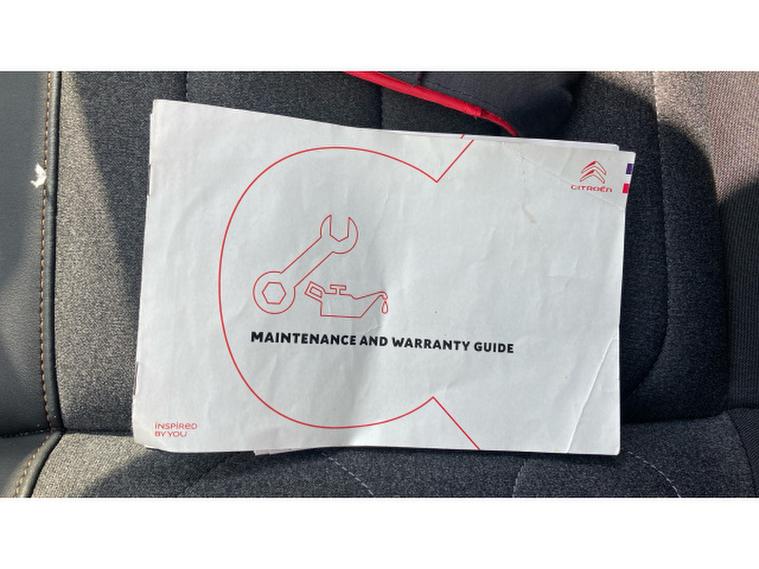 CITROËN
MAINTENANCE AND WARRANTY GUIDE
INSPIRED
BY YOU